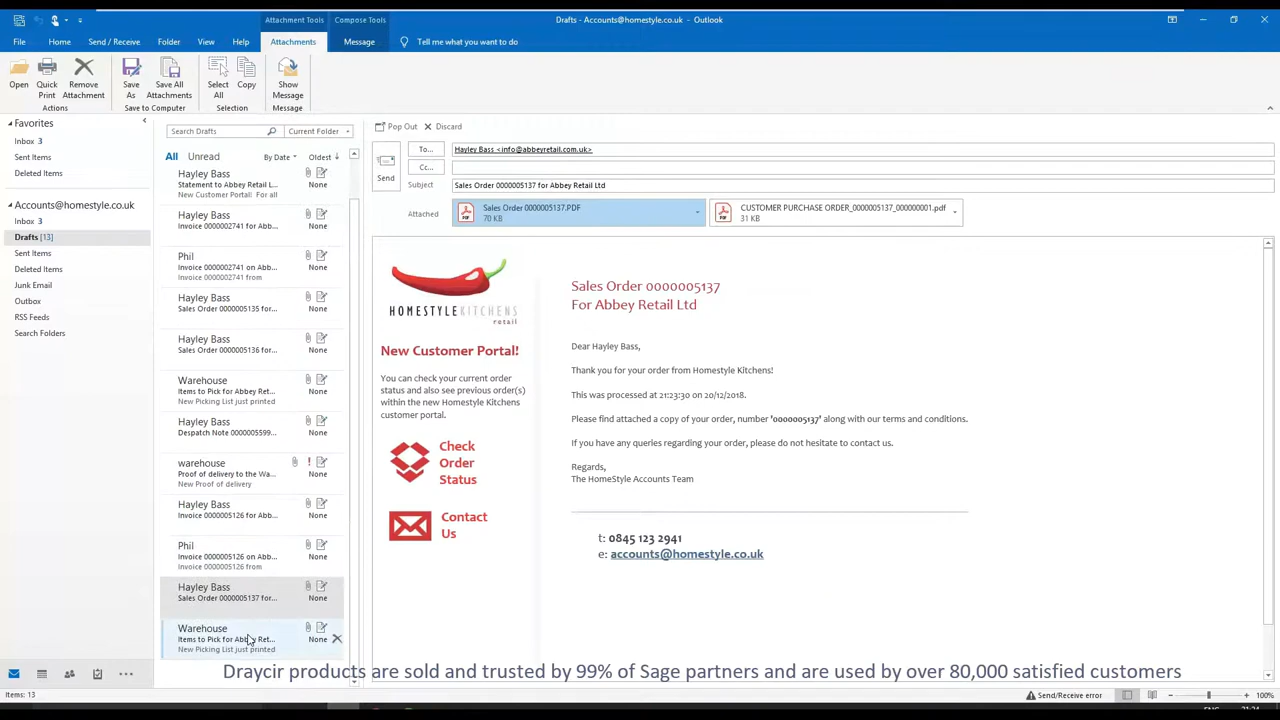 Attachment Tools Compose Tools
Drafts - Accounts@homestyle.co.uk - Outlook
File Home Send / Receive Folder View Help Attachments Message Tell me what you want to do
Open Quick Print Remove Attachment
Actions
Save As Save All Attachments
Save to Computer
Select All Copy
Selection
Show Message
Message
Favorites
Inbox 3
Sent Items
Deleted Items
Accounts@homestyle.co.uk
Inbox 3
Drafts [13]
Sent Items
Deleted Items
Junk Email
Outbox
RSS Feeds
Search Folders
Items: 13
Search Drafts Current Folder
All Unread By Date Oldest
Hayley Bass
Statement to Abbey Retail L... None
New Customer Portal For all
Hayley Bass
Invoice 0000002741 for Abb... None
Phil
Invoice 0000002741 on Abb... None
Invoice 0000002741 from
Hayley Bass
Sales Order 0000005135 for... None
Hayley Bass
Sales Order 0000005136 for... None
Warehouse
Items to Pick for Abbey Ret... None
New Picking List just printed
Hayley Bass
Despatch Note 0000005599... None
warehouse
Proof of delivery to the Wa... None
New Proof of delivery
Hayley Bass
Invoice 0000005126 for Abb... None
Phil
Invoice 0000005126 on Abb... None
Invoice 0000005126 from
Hayley Bass
Sales Order 0000005137 for... None
Warehouse
Items to Pick for Abbey Ret... None
New Picking List just printed
Pop Out Discard
Send
To... Hayley Bass <info@abbeyretail.com.uk>
Cc...
Subject Sales Order 0000005137 for Abbey Retail Ltd
Attached Sales Order 0000005137.PDF
70 KB
CUSTOMER PURCHASE ORDER_0000005137_000000001.pdf
31 KB
HOMESTYLEKITCHENS
retail
New Customer Portal!
You can check your current order
status and also see previous order(s)
within the new Homestyle Kitchens
customer portal.
Check
Order
Status
Contact
Us
Sales Order 0000005137
For Abbey Retail Ltd
Dear Hayley Bass,
Thank you for your order from Homestyle Kitchens!
This was processed at 21:23:30 on 20/12/2018.
Please find attached a copy of your order, number '0000005137' along with our terms and conditions.
If you have any queries regarding your order, please do not hesitate to contact us.
Regards,
The HomeStyle Accounts Team
t: 0845 123 2941
e: accounts@homestyle.co.uk
Draycir products are sold and trusted by 99% of Sage partners and are used by over 80,000 satisfied customers
Send/Receive error 100%